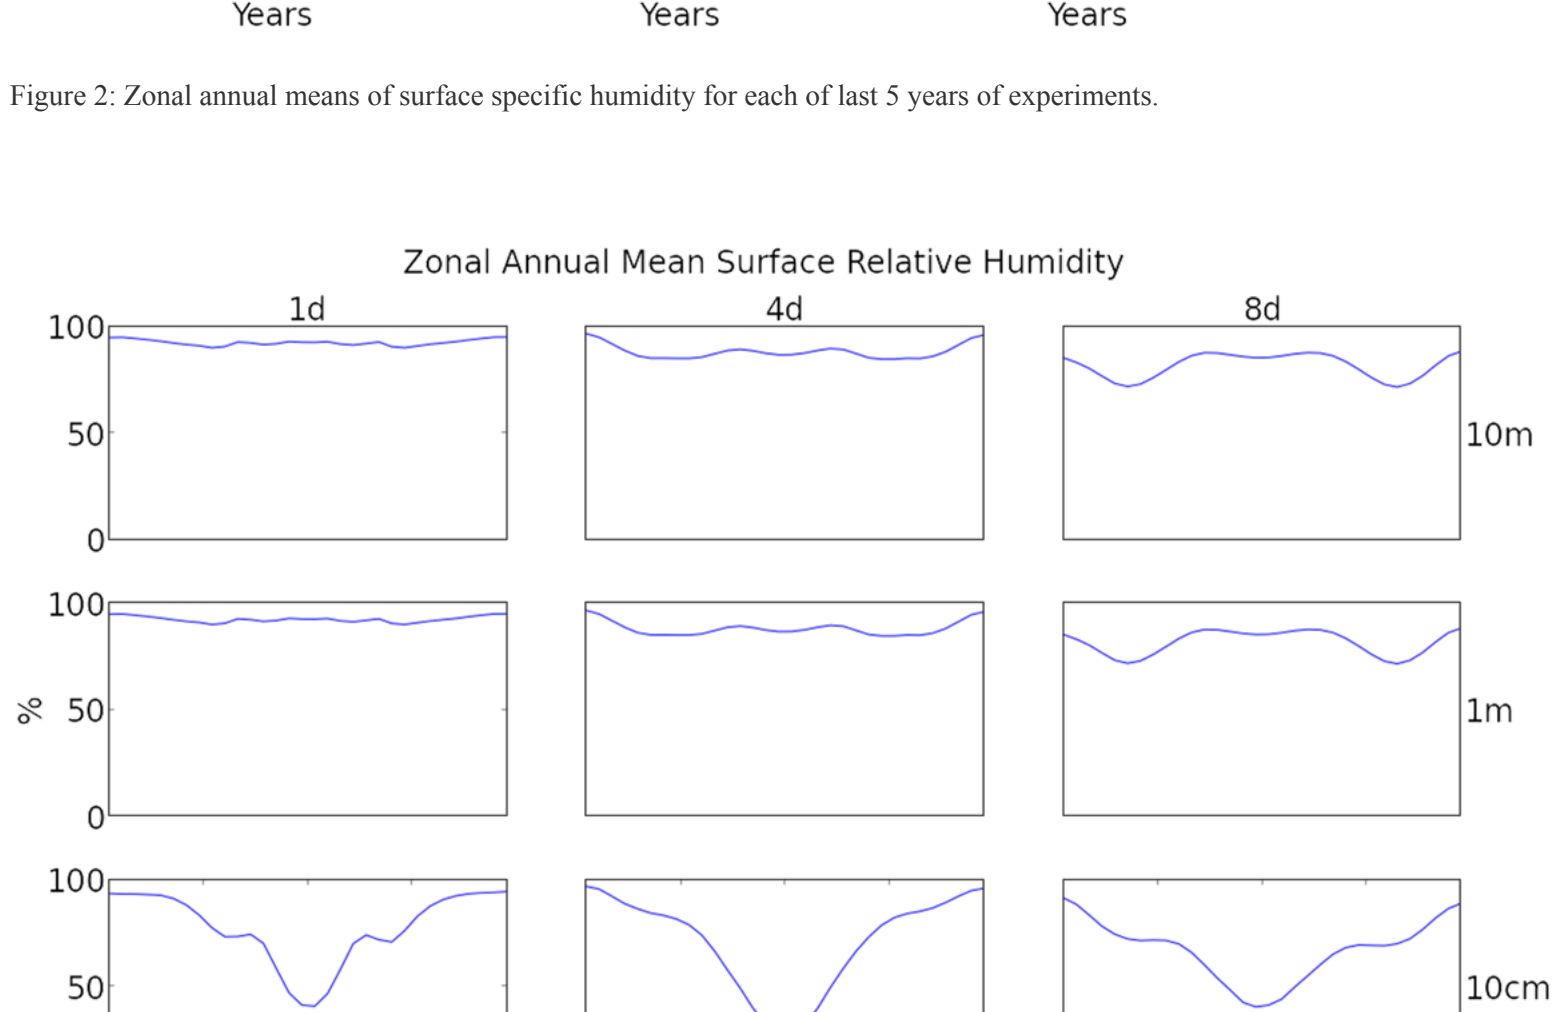 Years Years Years
Figure 2: Zonal annual means of surface specific humidity for each of last 5 years of experiments.
Zonal Annual Mean Surface Relative Humidity
1d 4d 8d
100
50 10m
0
100
% 50 1m
0
100
50 10cm